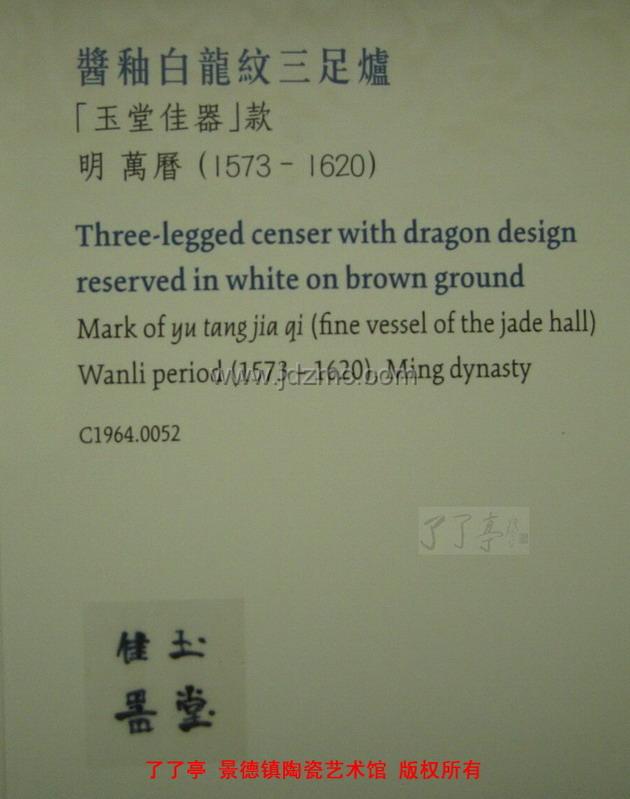 醬釉白龍紋三足爐
「玉堂佳器」款
明 萬曆 (1573 - 1620)
Three-legged censer with dragon design
reserved in white on brown ground
Mark of yu tang jia qi (fine vessel of the jade hall)
Wanli period (1573 - 1620), Ming dynasty
www.jdzmc.com
C1964.0052
了了亭
玉堂
佳器
了了亭 景德镇陶瓷艺术馆 版权所有